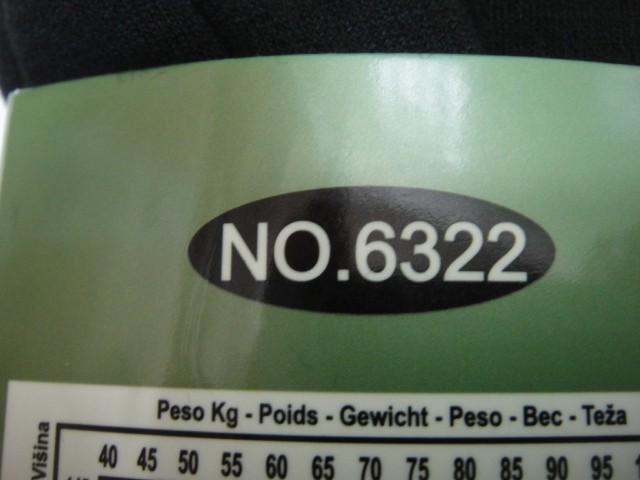 NO.6322
Peso Kg - Poids - Gewicht - Peso - Bec - Teža
Višina
40 45 50 55 60 65 70 75 80 85 90 95